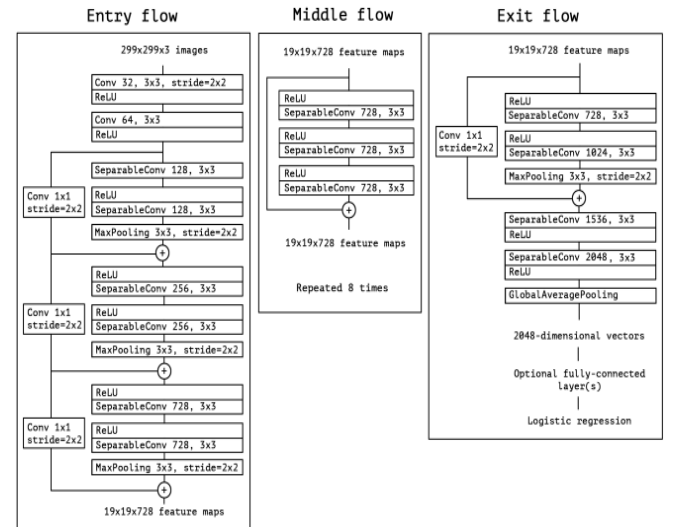 Entry flow
299x299x3 images
Conv 32, 3x3, stride=2x2
ReLU
Conv 64, 3x3
ReLU
SeparableConv 128, 3x3
Conv 1x1
stride=2x2
ReLU
SeparableConv 128, 3x3
MaxPooling 3x3, stride=2x2
+
ReLU
SeparableConv 256, 3x3
Conv 1x1
stride=2x2
ReLU
SeparableConv 256, 3x3
MaxPooling 3x3, stride=2x2
+
ReLU
SeparableConv 728, 3x3
Conv 1x1
stride=2x2
ReLU
SeparableConv 728, 3x3
MaxPooling 3x3, stride=2x2
+
19x19x728 feature maps
Middle flow
19x19x728 feature maps
ReLU
SeparableConv 728, 3x3
ReLU
SeparableConv 728, 3x3
ReLU
SeparableConv 728, 3x3
+
19x19x728 feature maps
Repeated 8 times
Exit flow
19x19x728 feature maps
ReLU
SeparableConv 728, 3x3
Conv 1x1
stride=2x2
ReLU
SeparableConv 1024, 3x3
MaxPooling 3x3, stride=2x2
+
SeparableConv 1536, 3x3
ReLU
SeparableConv 2048, 3x3
ReLU
GlobalAveragePooling
2048-dimensional vectors
Optional fully-connected
layer(s)
Logistic regression